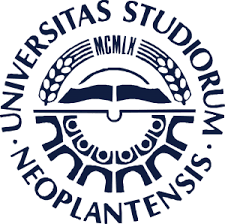 UNIVERSITAS STUDIORUM
MCMLX
· NEOPLANTENSIS ·